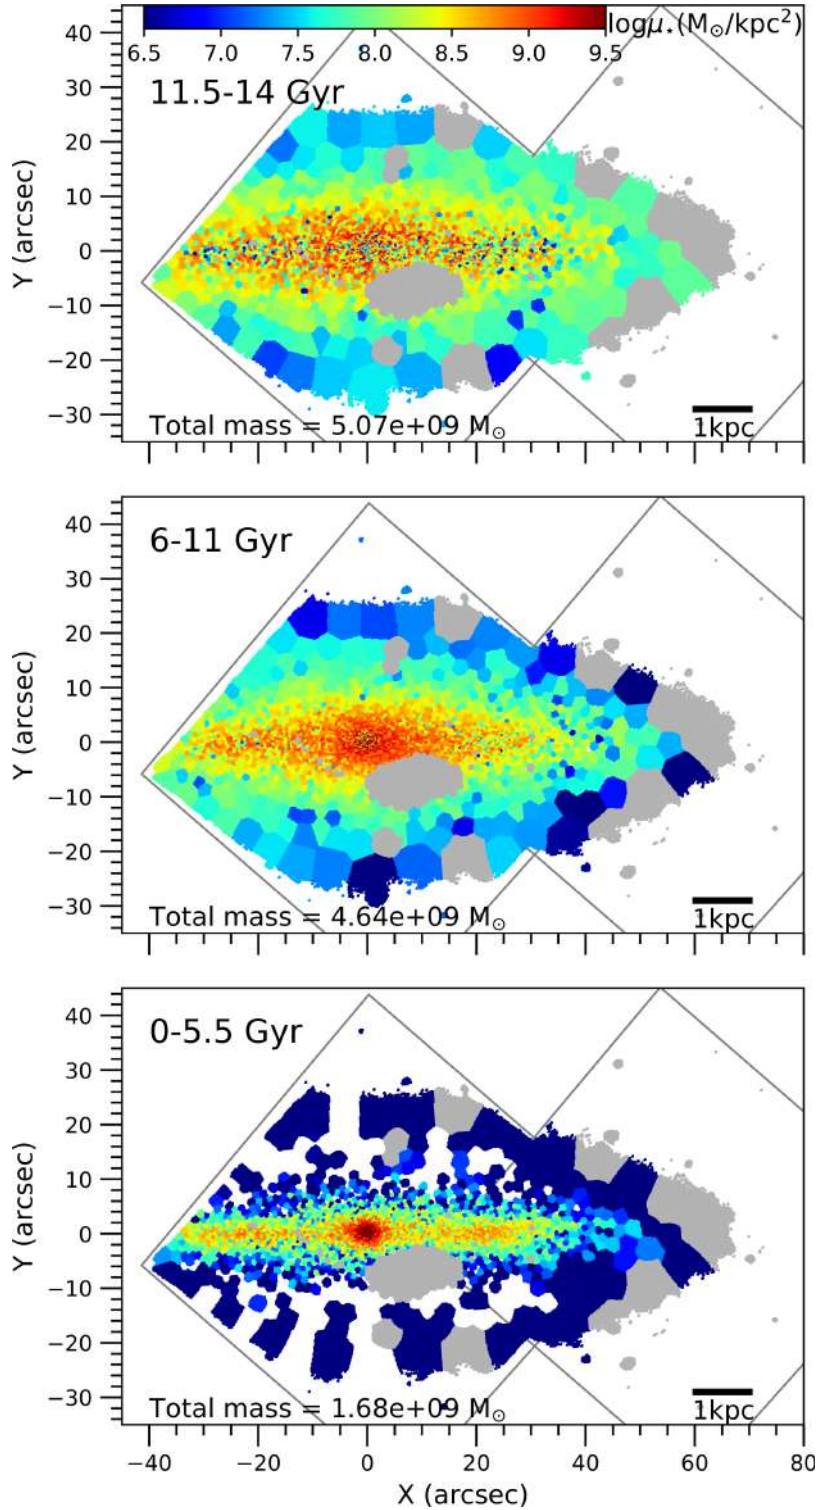 logμ⋆(M⊙/kpc²)
6.5 7.0 7.5 8.0 8.5 9.0 9.5
11.5-14 Gyr
40
30
20
10
0
−10
−20
−30
Y (arcsec)
Total mass = 5.07e+09 M⊙
1kpc
6-11 Gyr
40
30
20
10
0
−10
−20
−30
Y (arcsec)
Total mass = 4.64e+09 M⊙
1kpc
0-5.5 Gyr
40
30
20
10
0
−10
−20
−30
Y (arcsec)
Total mass = 1.68e+09 M⊙
1kpc
−40 −20 0 20 40 60 80
X (arcsec)